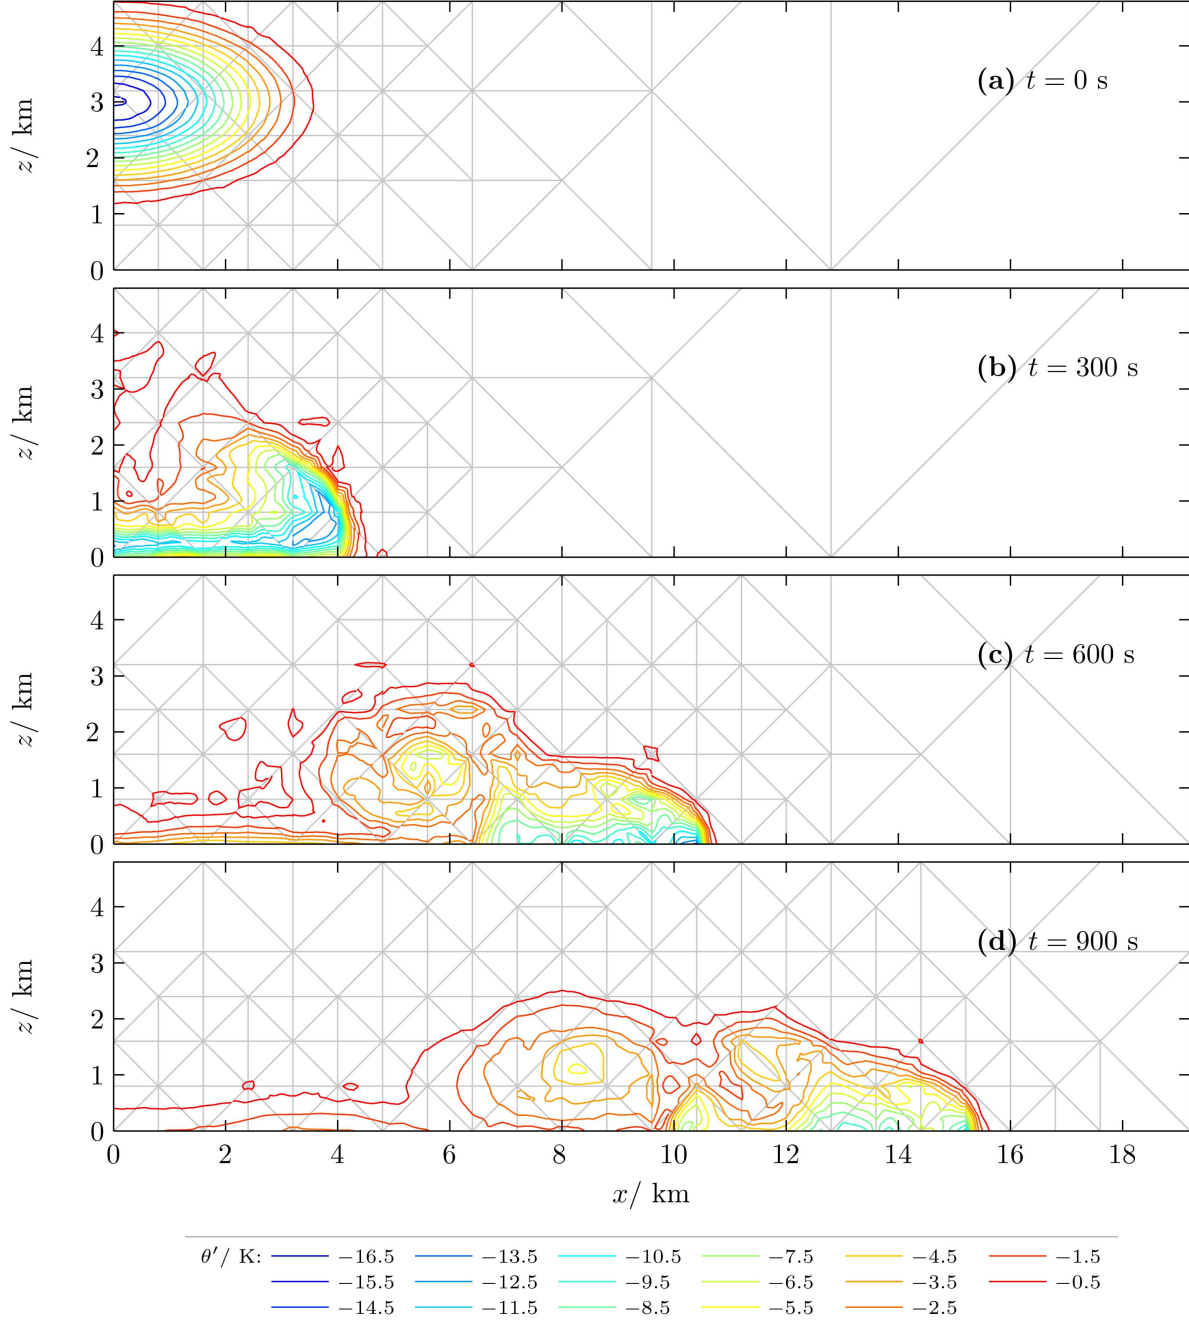 4
3
2
1
0
z/ km
(a) t = 0 s
4
3
2
1
0
z/ km
(b) t = 300 s
4
3
2
1
0
z/ km
(c) t = 600 s
4
3
2
1
0
z/ km
(d) t = 900 s
0 2 4 6 8 10 12 14 16 18
x/ km
θ′/ K: −16.5 −13.5 −10.5 −7.5 −4.5 −1.5
−15.5 −12.5 −9.5 −6.5 −3.5 −0.5
−14.5 −11.5 −8.5 −5.5 −2.5